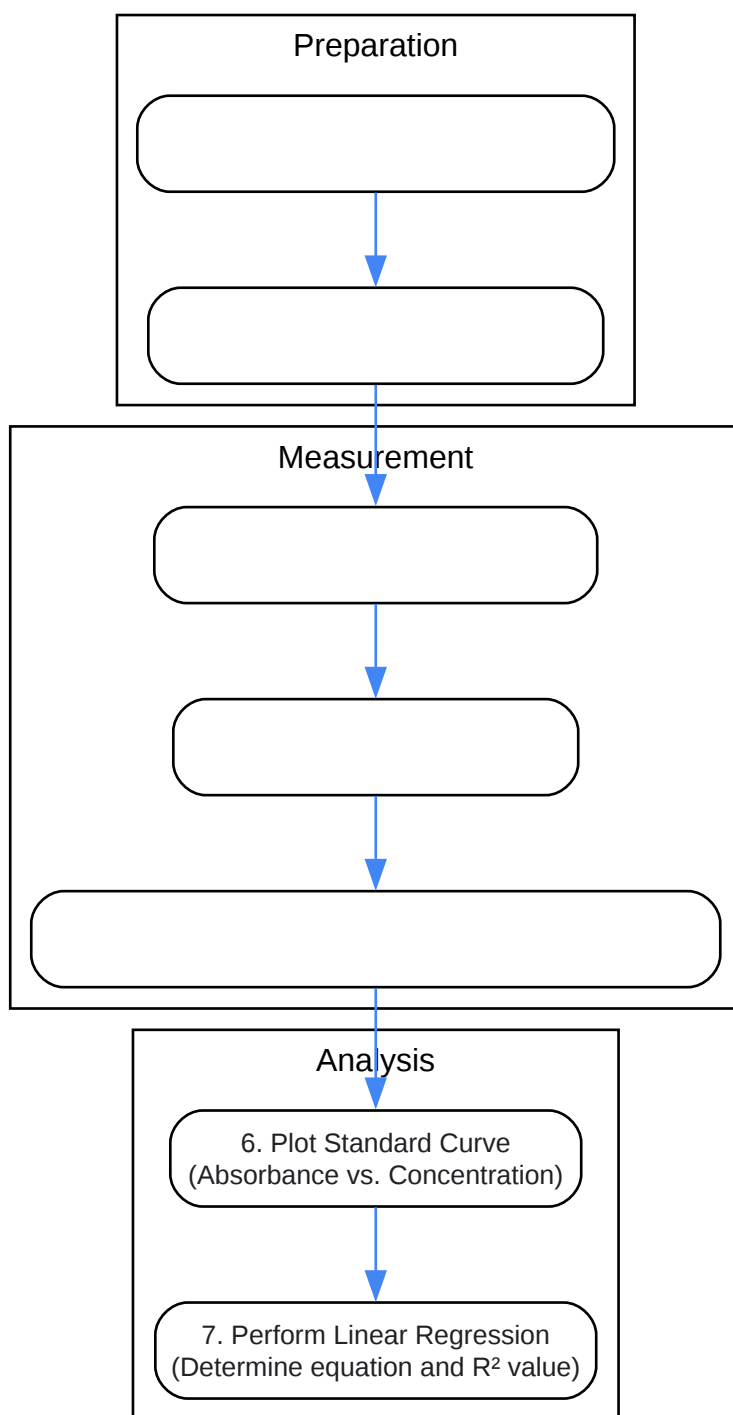 Preparation
Measurement
Analysis
6. Plot Standard Curve
(Absorbance vs. Concentration)
7. Perform Linear Regression
(Determine equation and R² value)